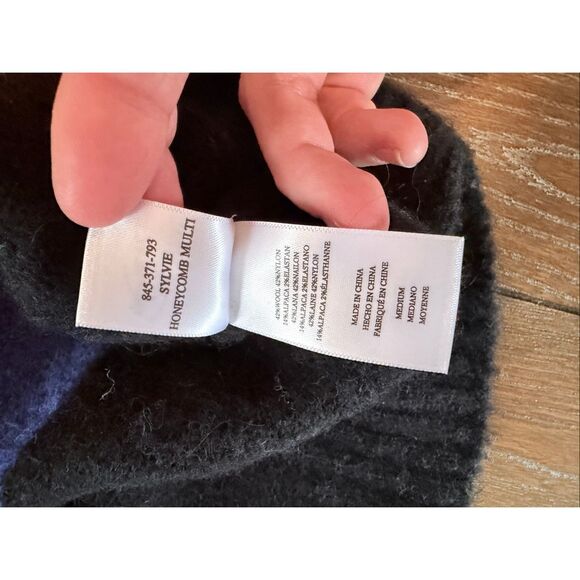 845-371-793
SYLVIE
HONEYCOMB MULTI
42%WOOL 42%NYLON
14%ALPACA 2%ELASTAN
42%LANA 42%NAILON
14%ALPACA 2%ELASTANO
42%LAINE 42%NYLON
14%ALPACA 2%ÉLASTHANNE
MADE IN CHINA
HECHO EN CHINA
FABRIQUÉ EN CHINE
MEDIUM
MEDIANO
MOYENNE